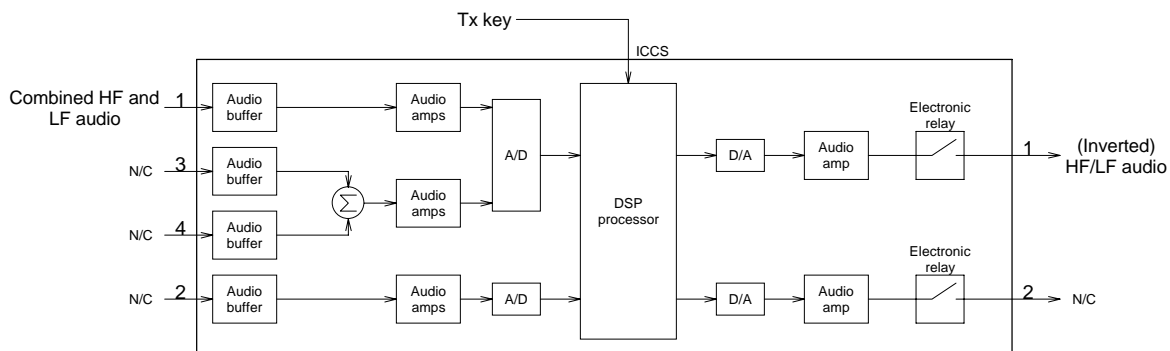 Tx key
ICCS
Combined HF and
LF audio
1
Audio
buffer
Audio
amps
A/D
DSP
processor
D/A
Audio
amp
Electronic
relay
1
(Inverted)
HF/LF audio
N/C
3
Audio
buffer
Σ
Audio
amps
N/C
4
Audio
buffer
N/C
2
Audio
buffer
Audio
amps
A/D
D/A
Audio
amp
Electronic
relay
2
N/C